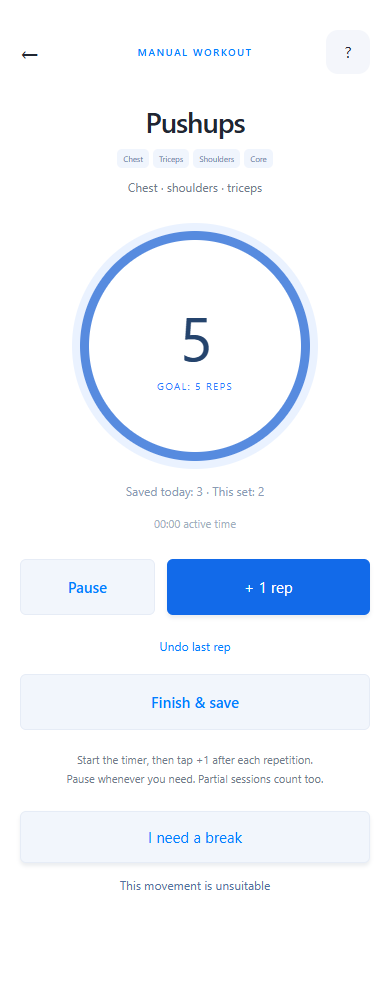 ←
MANUAL WORKOUT
?
Pushups
Chest Triceps Shoulders Core
Chest · shoulders · triceps
5
GOAL: 5 REPS
Saved today: 3 · This set: 2
00:00 active time
Pause
+ 1 rep
Undo last rep
Finish & save
Start the timer, then tap +1 after each repetition.
Pause whenever you need. Partial sessions count too.
I need a break
This movement is unsuitable